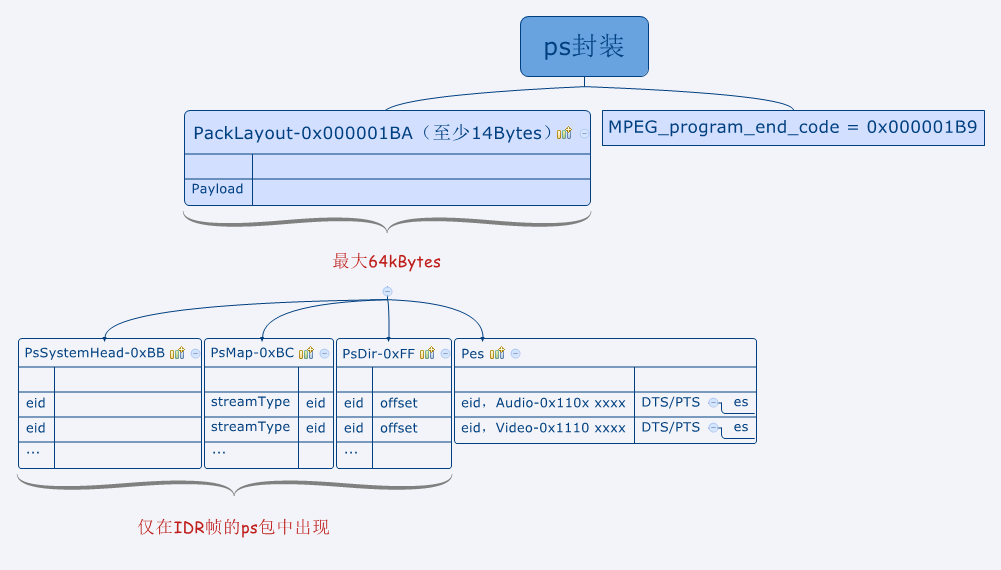 ps封装
PackLayout-0x000001BA（至少14Bytes）
MPEG_program_end_code = 0x000001B9
Payload
最大64kBytes
PsSystemHead-0xBB
eid
eid
...
PsMap-0xBC
streamType eid
streamType eid
...
PsDir-0xFF
eid offset
eid offset
...
Pes
eid，Audio-0x110x xxxx DTS/PTS es
eid，Video-0x1110 xxxx DTS/PTS es
仅在IDR帧的ps包中出现